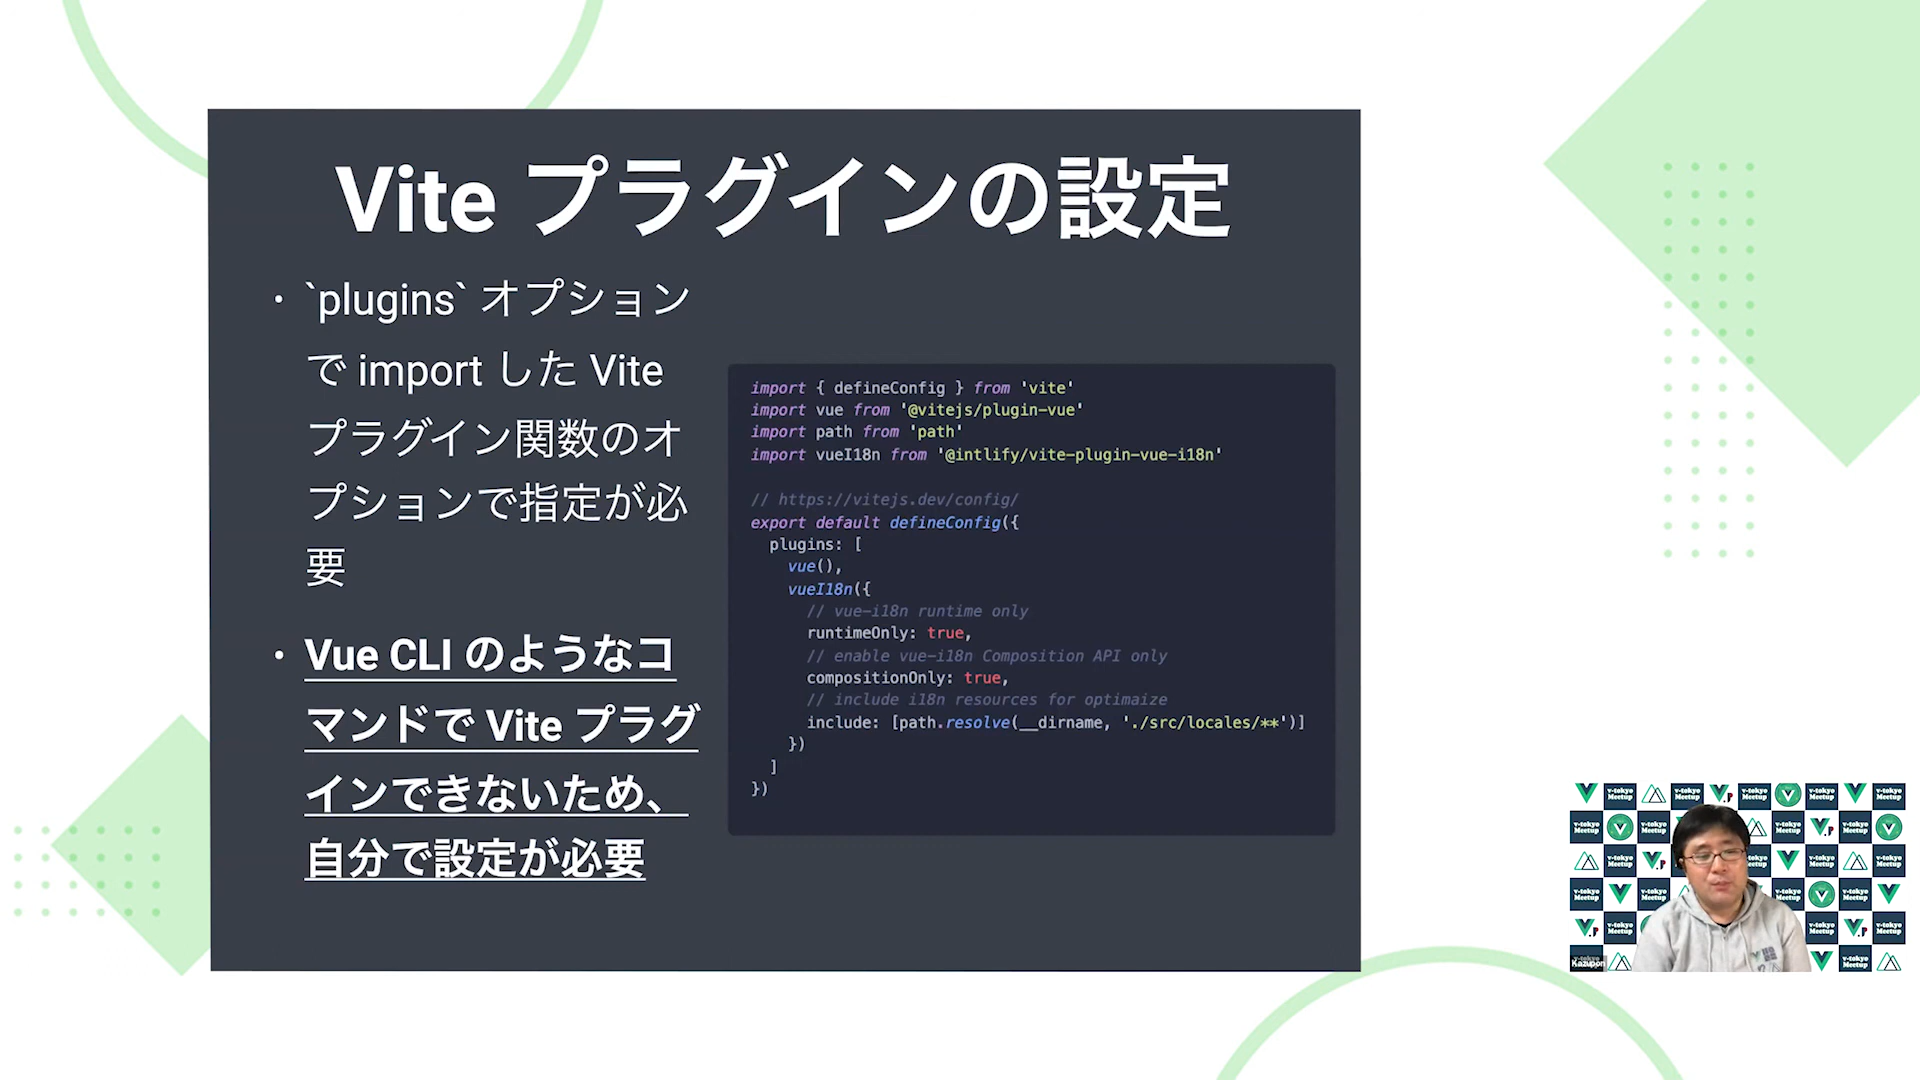 Vite プラグインの設定
・ `plugins` オプション
で import した Vite
プラグイン関数のオ
プションで指定が必
要
・ Vue CLI のようなコ
マンドで Vite プラグ
インできないため、
自分で設定が必要
import { defineConfig } from 'vite'
import vue from '@vitejs/plugin-vue'
import path from 'path'
import vueI18n from '@intlify/vite-plugin-vue-i18n'
// https://vitejs.dev/config/
export default defineConfig({
plugins: [
vue(),
vueI18n({
// vue-i18n runtime only
runtimeOnly: true,
// enable vue-i18n Composition API only
compositionOnly: true,
// include i18n resources for optimaize
include: [path.resolve(__dirname, './src/locales/**')]
})
]
})
v-tokyo Meetup
Kazupon